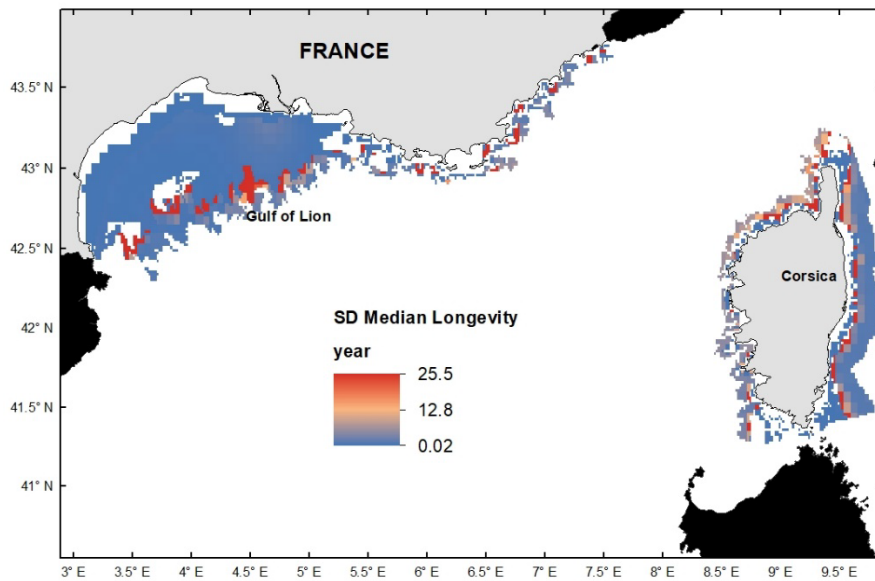 FRANCE
43.5° N
43° N
42.5° N
42° N
41.5° N
41° N
Gulf of Lion
Corsica
SD Median Longevity
year
25.5
12.8
0.02
3° E 3.5° E 4° E 4.5° E 5° E 5.5° E 6° E 6.5° E 7° E 7.5° E 8° E 8.5° E 9° E 9.5° E